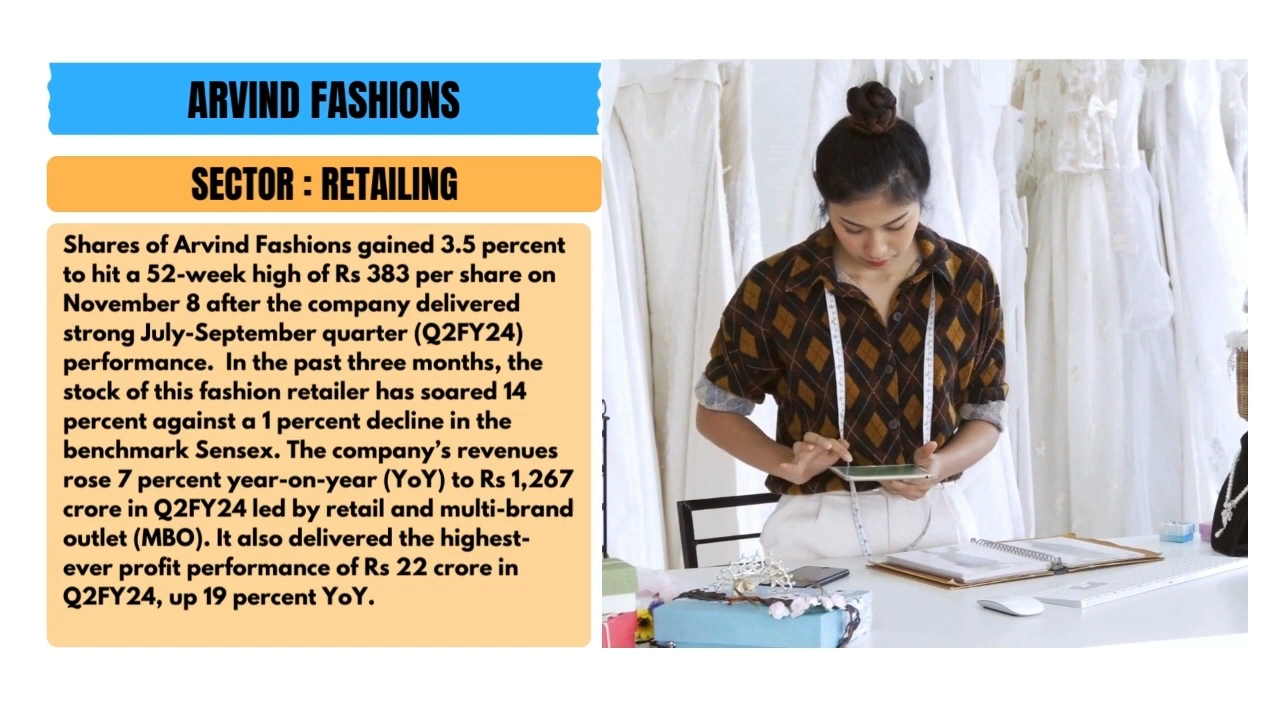 ARVIND FASHIONS
SECTOR : RETAILING
Shares of Arvind Fashions gained 3.5 percent
to hit a 52-week high of Rs 383 per share on
November 8 after the company delivered
strong July-September quarter (Q2FY24)
performance.  In the past three months, the
stock of this fashion retailer has soared 14
percent against a 1 percent decline in the
benchmark Sensex. The company’s revenues
rose 7 percent year-on-year (YoY) to Rs 1,267
crore in Q2FY24 led by retail and multi-brand
outlet (MBO). It also delivered the highest-
ever profit performance of Rs 22 crore in
Q2FY24, up 19 percent YoY.